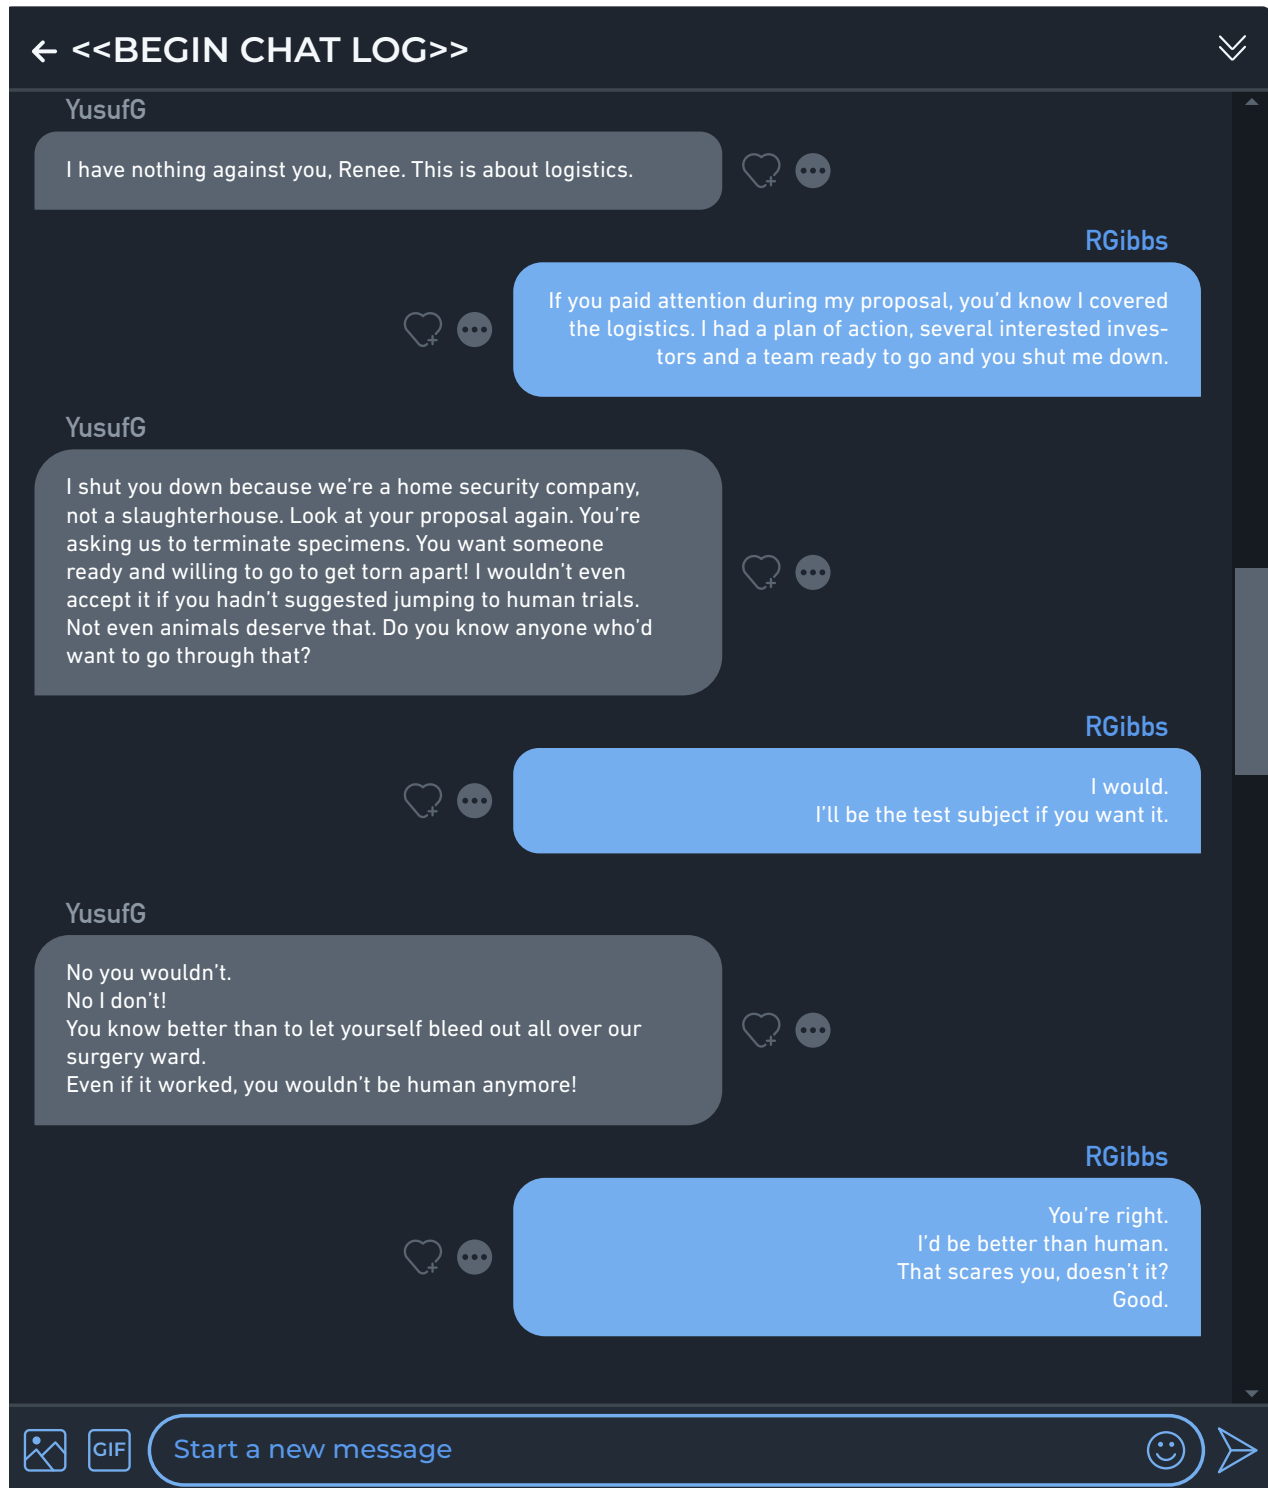 <<BEGIN CHAT LOG>>
YusufG
I have nothing against you, Renee. This is about logistics.
RGibbs
If you paid attention during my proposal, you’d know I covered
the logistics. I had a plan of action, several interested inves-
tors and a team ready to go and you shut me down.
YusufG
I shut you down because we’re a home security company,
not a slaughterhouse. Look at your proposal again. You’re
asking us to terminate specimens. You want someone
ready and willing to go to get torn apart! I wouldn’t even
accept it if you hadn’t suggested jumping to human trials.
Not even animals deserve that. Do you know anyone who’d
want to go through that?
RGibbs
I would.
I’ll be the test subject if you want it.
YusufG
No you wouldn’t.
No I don’t!
You know better than to let yourself bleed out all over our
surgery ward.
Even if it worked, you wouldn’t be human anymore!
RGibbs
You’re right.
I’d be better than human.
That scares you, doesn’t it?
Good.
GIF
Start a new message